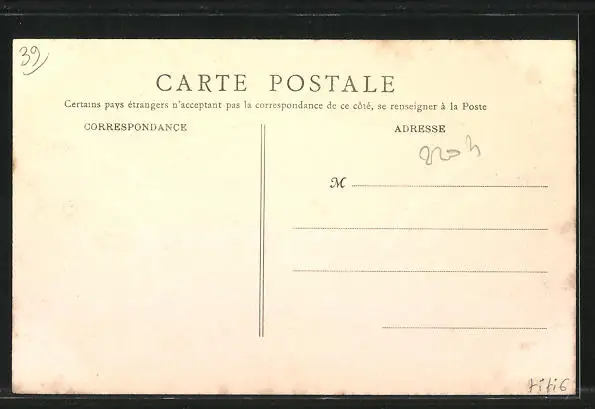 39
CARTE POSTALE
Certains pays étrangers n'acceptant pas la correspondance de ce côté, se renseigner à la Poste
CORRESPONDANCE
ADRESSE
M